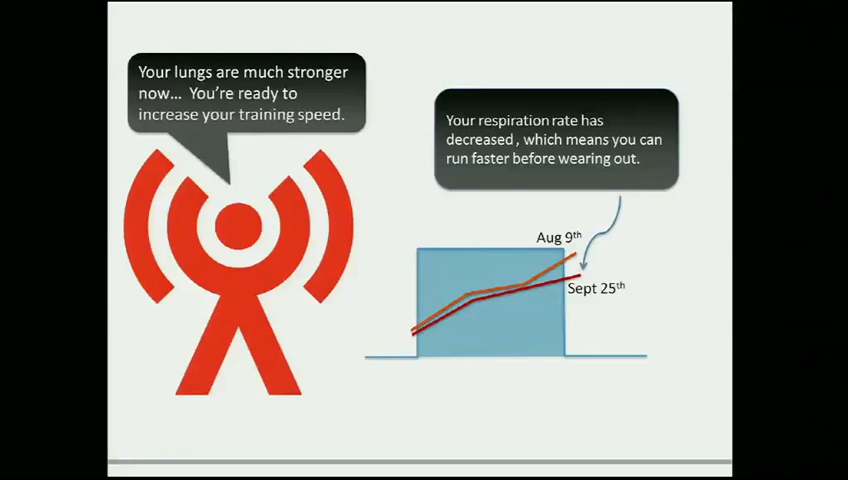 Your lungs are much stronger
now... You're ready to
increase your training speed.
Your respiration rate has
decreased , which means you can
run faster before wearing out.
Aug 9th
Sept 25th